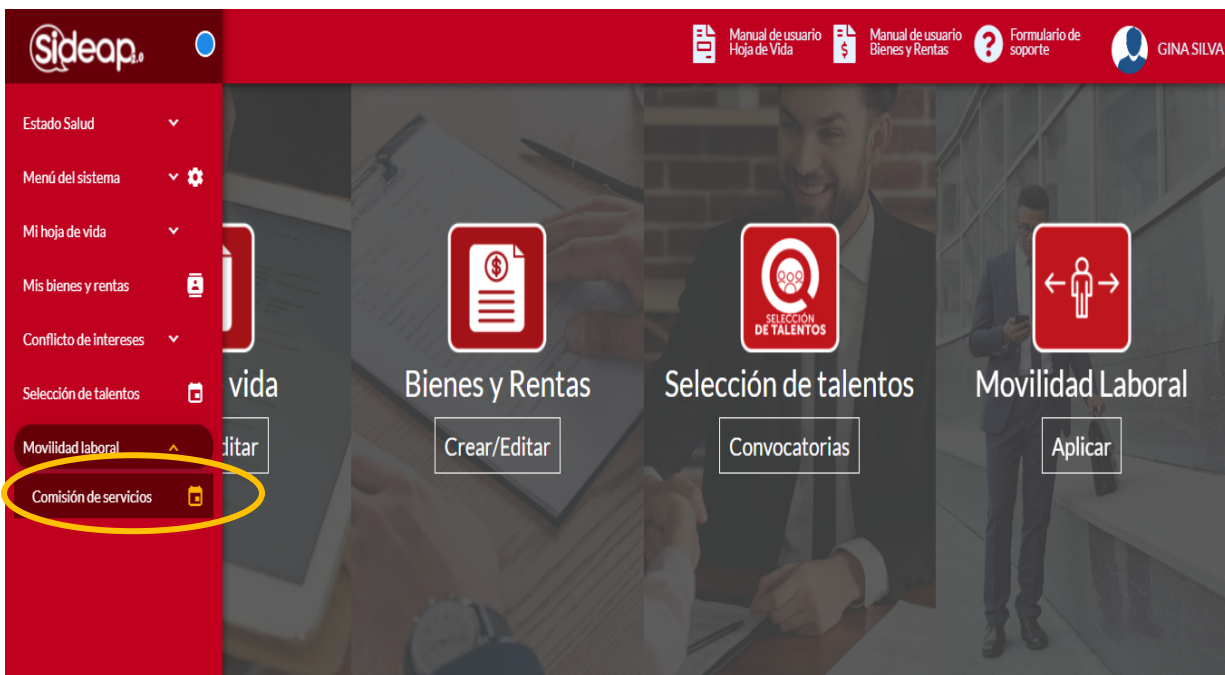 Sideap2.0
Manual de usuario
Hoja de Vida
Manual de usuario
Bienes y Rentas
Formulario de
soporte
GINA SILVA
Estado Salud
Menú del sistema
Mi hoja de vida
Mis bienes y rentas
Conflicto de intereses
Selección de talentos
Movilidad laboral
Comisión de servicios
vida
ditar
Bienes y Rentas
Crear/Editar
SELECCIÓN
DE TALENTOS
Selección de talentos
Convocatorias
Movilidad Laboral
Aplicar